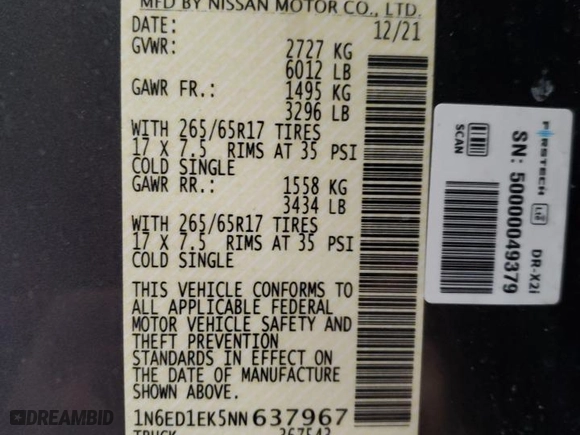 MFD BY NISSAN MOTOR CO., LTD.
DATE: 12/21
GVWR: 2727 KG
6012 LB
GAWR FR.: 1495 KG
3296 LB
WITH 265/65R17 TIRES
17 X 7.5 RIMS AT 35 PSI
COLD SINGLE
GAWR RR.: 1558 KG
3434 LB
WITH 265/65R17 TIRES
17 X 7.5 RIMS AT 35 PSI
COLD SINGLE
THIS VEHICLE CONFORMS TO
ALL APPLICABLE FEDERAL
MOTOR VEHICLE SAFETY AND
THEFT PREVENTION
STANDARDS IN EFFECT ON
THE DATE OF MANUFACTURE
SHOWN ABOVE.
1N6ED1EK5NN637967
TRUCK 367543
FIRSTECH DR-X2i
SN: 50000049379
SCAN
DREAMBID